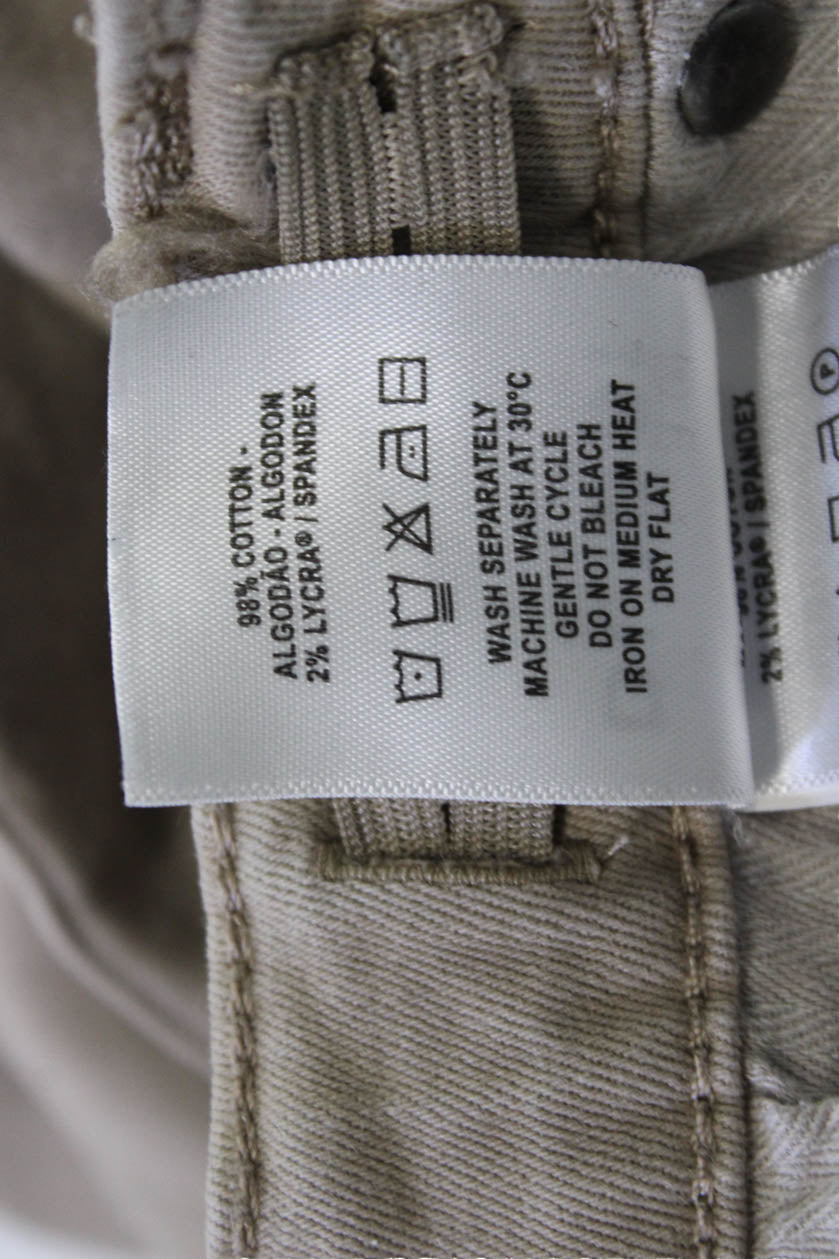 98% COTTON -
ALGODÃO - ALGODON
2% LYCRA® / SPANDEX
WASH SEPARATELY
MACHINE WASH AT 30°C
GENTLE CYCLE
DO NOT BLEACH
IRON ON MEDIUM HEAT
DRY FLAT
2% LYCRA® / SPANDEX
P